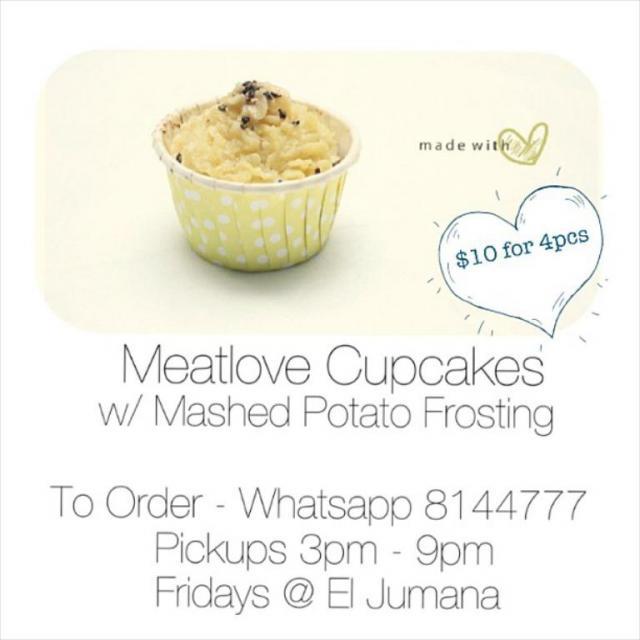 made with
$10 for 4pcs
Meatlove Cupcakes
w/ Mashed Potato Frosting
To Order - Whatsapp 8144777
Pickups 3pm - 9pm
Fridays @ El Jumana